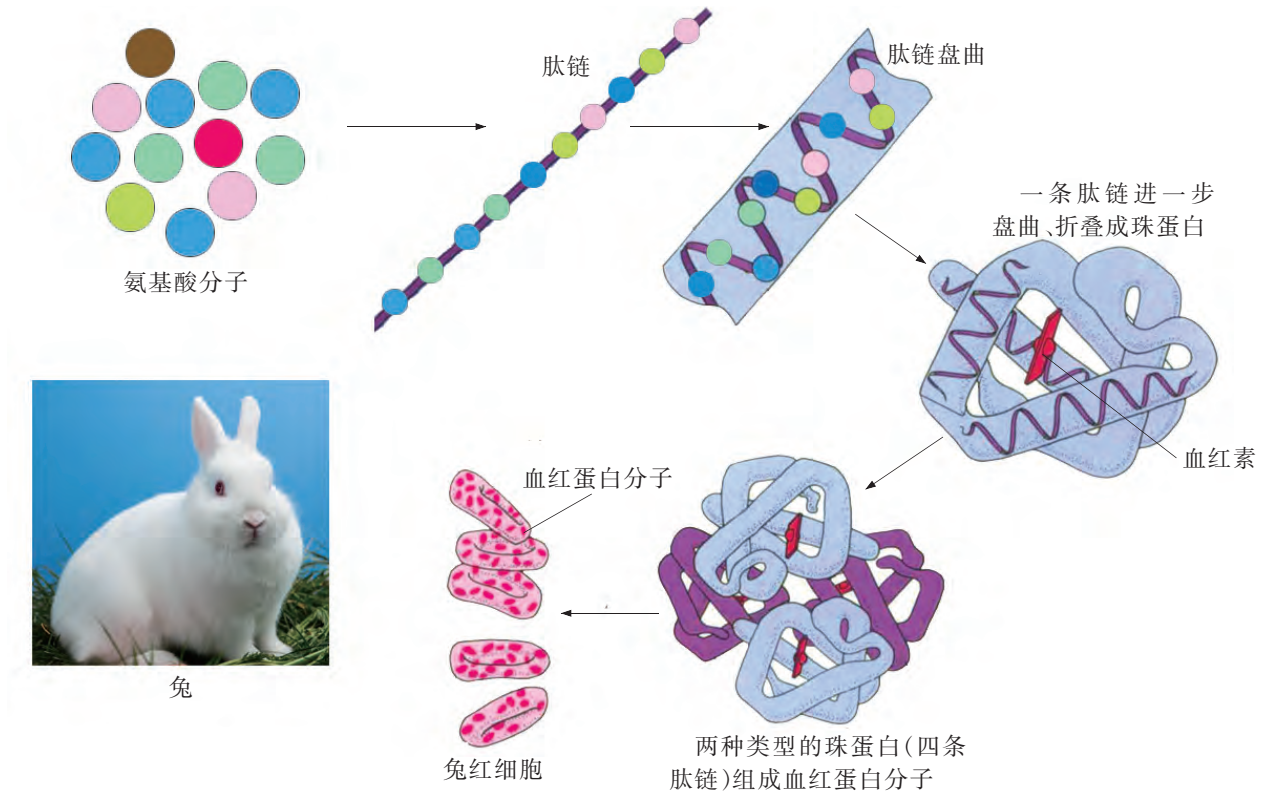 肽链
肽链盘曲
氨基酸分子
一条肽链进一步
盘曲、折叠成珠蛋白
血红素
血红蛋白分子
兔
兔红细胞
两种类型的珠蛋白(四条
肽链)组成血红蛋白分子